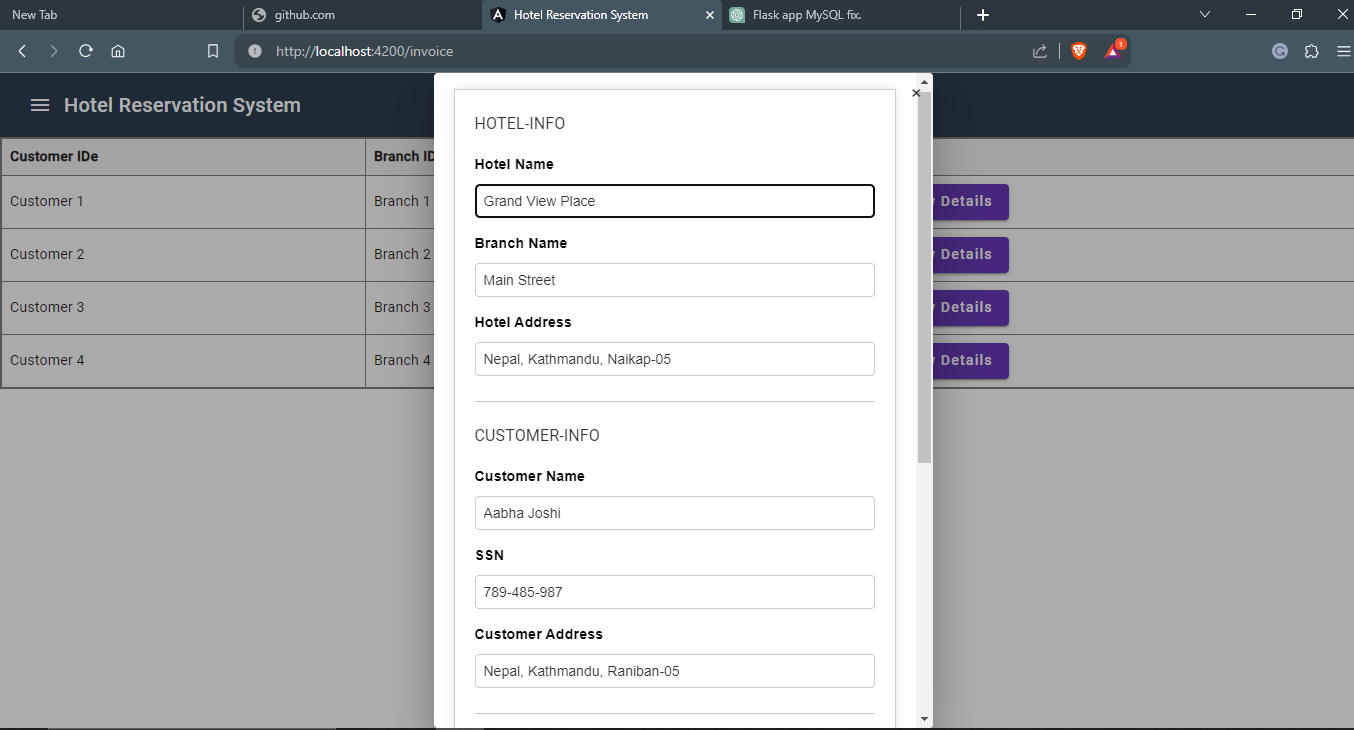 New Tab
github.com
Hotel Reservation System
Flask app MySQL fix.
http://localhost:4200/invoice
1
Hotel Reservation System
Customer IDe
Branch ID
Customer 1
Branch 1
Details
Customer 2
Branch 2
Details
Customer 3
Branch 3
Details
Customer 4
Branch 4
Details
HOTEL-INFO
Hotel Name
Grand View Place
Branch Name
Main Street
Hotel Address
Nepal, Kathmandu, Naikap-05
CUSTOMER-INFO
Customer Name
Aabha Joshi
SSN
789-485-987
Customer Address
Nepal, Kathmandu, Raniban-05